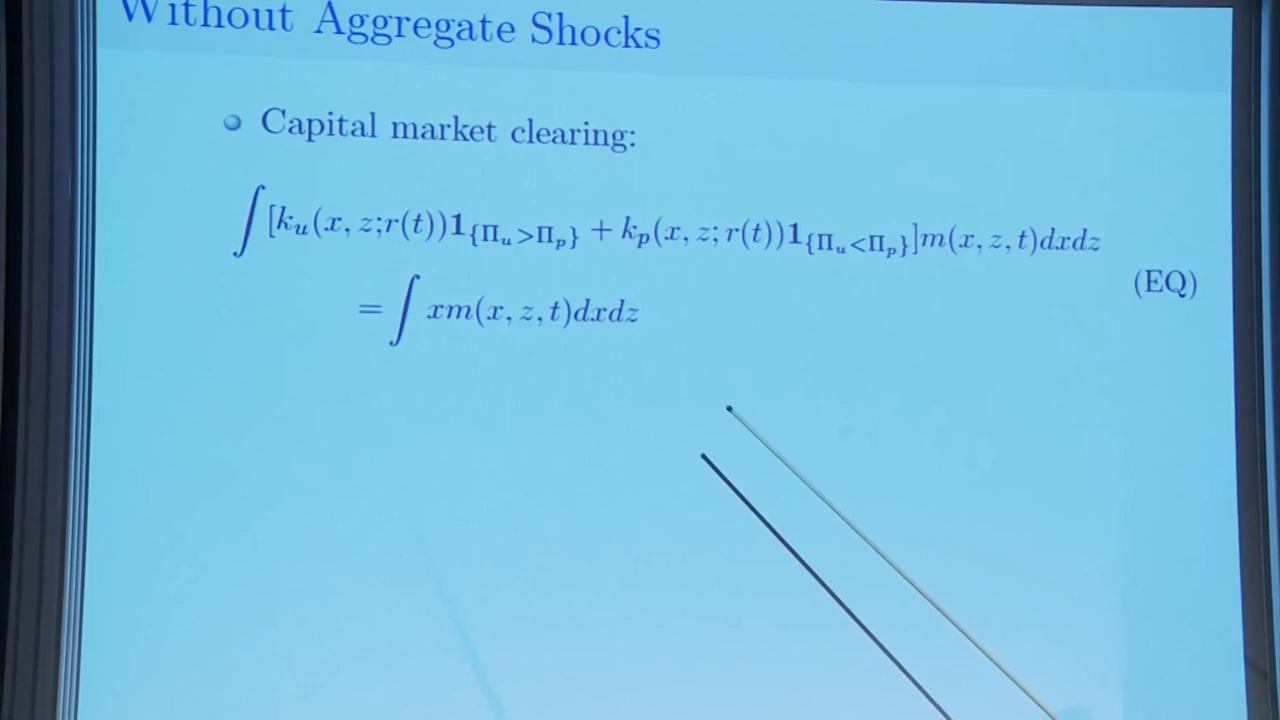 Without Aggregate Shocks
Capital market clearing:
∫[k_u(x, z; r(t))1_{Π_u>Π_p} + k_p(x, z; r(t))1_{Π_u<Π_p}]m(x, z, t)dxdz
(EQ)
= ∫ xm(x, z, t)dxdz